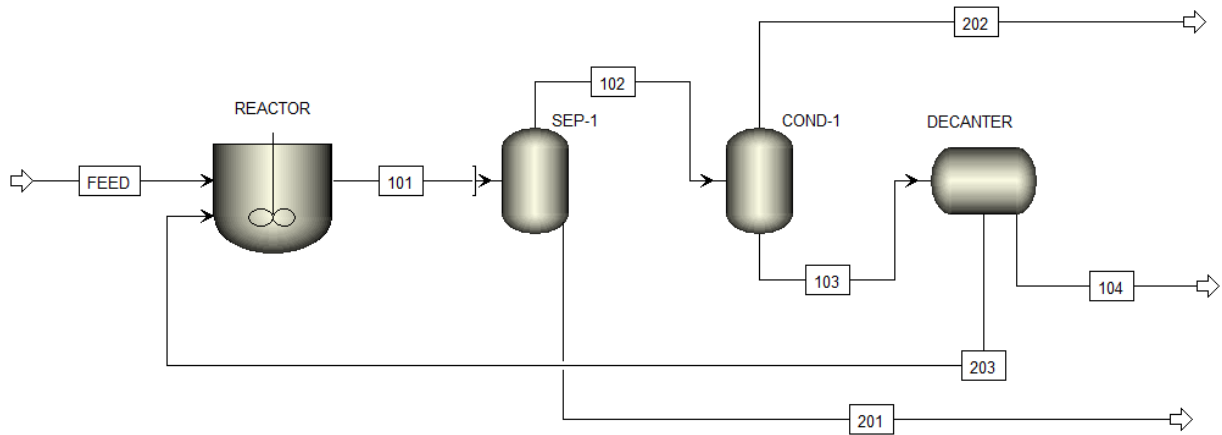 202
102
REACTOR
SEP-1
COND-1
DECANTER
FEED
101
103
104
203
201